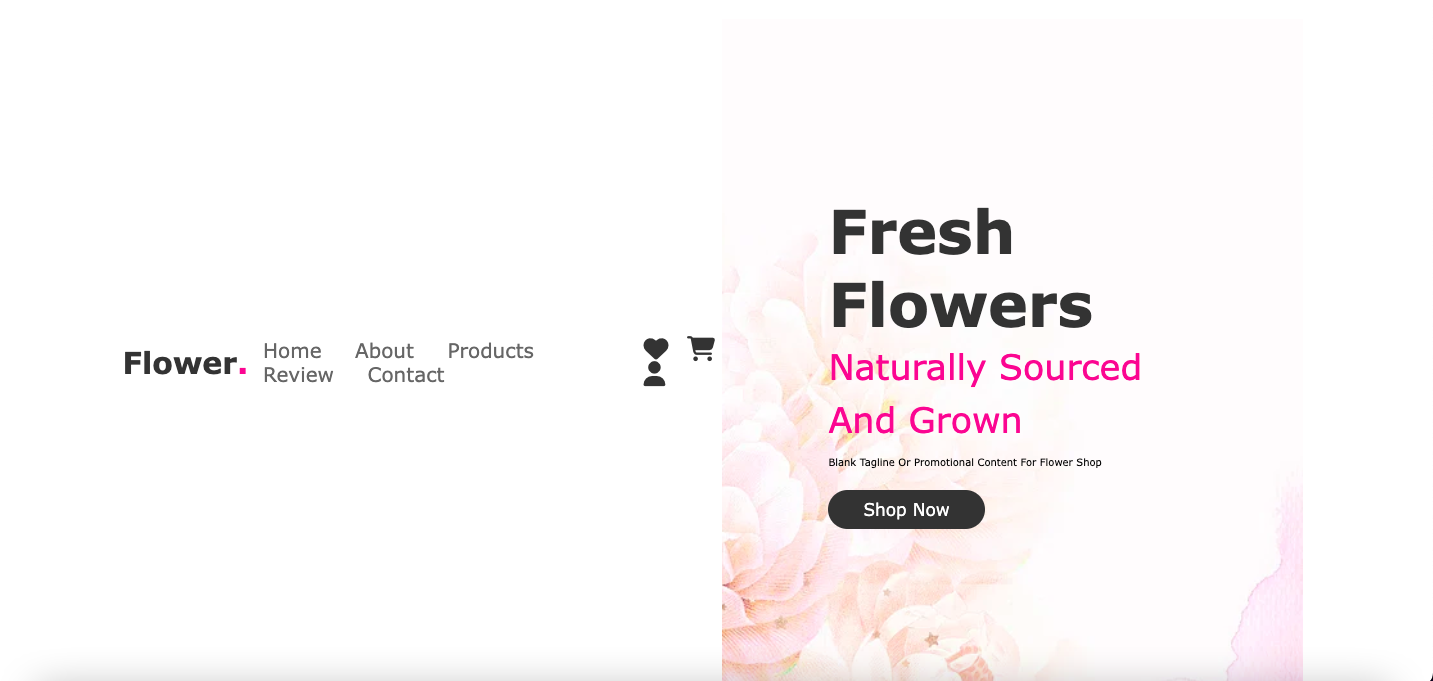 Flower.
Home About Products
Review Contact
Fresh
Flowers
Naturally Sourced
And Grown
Blank Tagline Or Promotional Content For Flower Shop
Shop Now